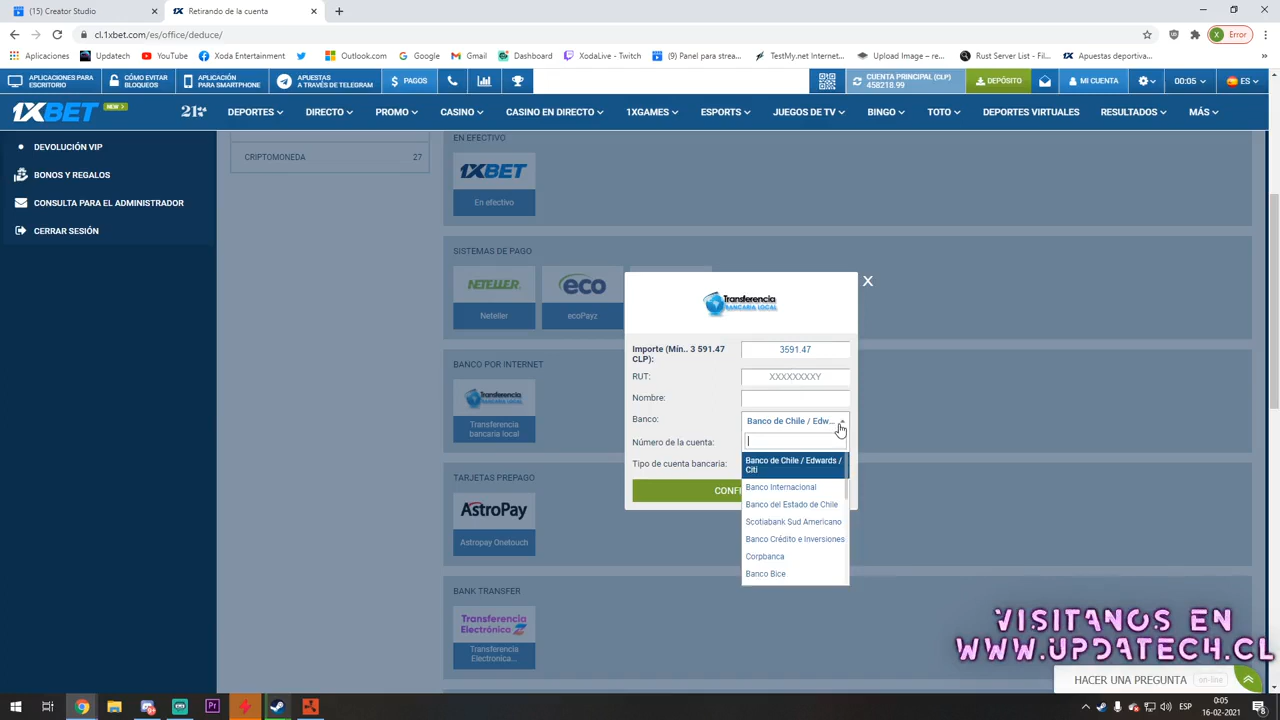 (15) Creator Studio
Retirando de la cuenta
cl.1xbet.com/es/office/deduce/
X Error
Aplicaciones
Updatech
YouTube
Xoda Entertainment
Outlook.com
Google
Gmail
Dashboard
XodaLive - Twitch
(9) Panel para strea...
TestMy.net Internet...
Upload Image – re...
Rust Server List - Fil...
Apuestas deportiva...
APLICACIONES PARA
ESCRITORIO
CÓMO EVITAR
BLOQUEOS
APLICACIÓN
PARA SMARTPHONE
APUESTAS
A TRAVÉS DE TELEGRAM
$ PAGOS
CUENTA PRINCIPAL (CLP)
458218.99
DEPÓSITO
MI CUENTA
00:05
ES
1XBET
NEW >
21
DEPORTES
DIRECTO
PROMO
CASINO
CASINO EN DIRECTO
1XGAMES
ESPORTS
JUEGOS DE TV
BINGO
TOTO
DEPORTES VIRTUALES
RESULTADOS
MÁS
DEVOLUCIÓN VIP
BONOS Y REGALOS
CONSULTA PARA EL ADMINISTRADOR
CERRAR SESIÓN
CRIPTOMONEDA 27
EN EFECTIVO
1XBET
En efectivo
SISTEMAS DE PAGO
NETELLER
Neteller
eco
ecoPayz
BANCO POR INTERNET
Transferencia
BANCARIA LOCAL
Transferencia
bancaria local
TARJETAS PREPAGO
AstroPay
Astropay Onetouch
BANK TRANSFER
Transferencia
Electrónica
Transferencia
Electronica...
X
Transferencia
BANCARIA LOCAL
Importe (Mín.. 3 591.47
CLP):
3591.47
RUT:
XXXXXXXXY
Nombre:
Banco:
Banco de Chile / Edw...
Número de la cuenta:
Tipo de cuenta bancaria:
CONFI
Banco de Chile / Edwards /
Citi
Banco Internacional
Banco del Estado de Chile
Scotiabank Sud Americano
Banco Crédito e Inversiones
Corpbanca
Banco Bice
VISITANOS EN
WWW.UPDATECH.CL
HACER UNA PREGUNTA
on-line
Pr
ESP
0:05
16-02-2021
8